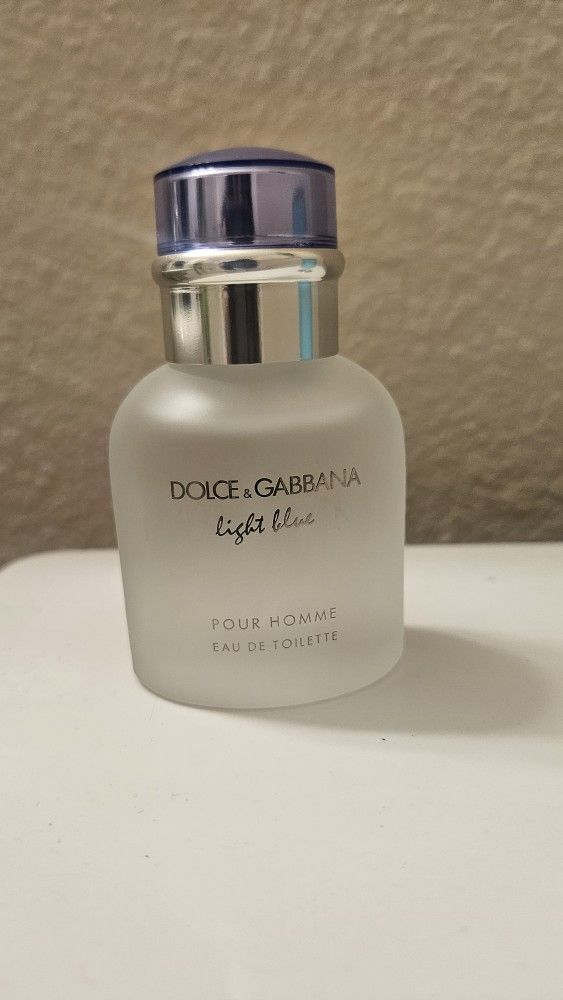 DOLCE & GABBANA
light blue
POUR HOMME
EAU DE TOILETTE